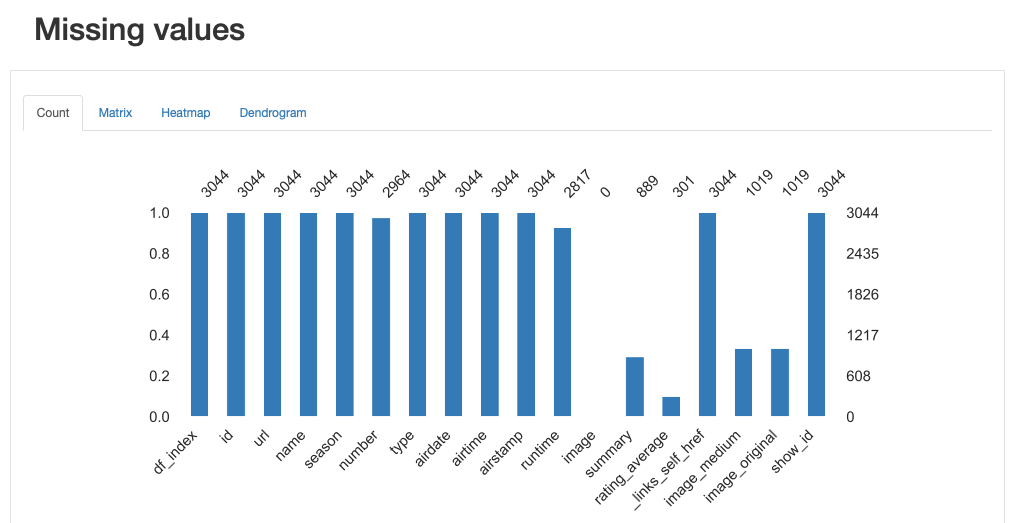 Missing values
Count Matrix Heatmap Dendrogram
3044 3044 3044 3044 3044 2964 3044 3044 3044 3044 2817 0 889 301 3044 1019 1019 3044
1.0 3044
0.8 2435
0.6 1826
0.4 1217
0.2 608
0.0 0
df_index id url name season number type airdate airtime airstamp runtime image summary rating_average _links_self_href image_medium image_original show_id